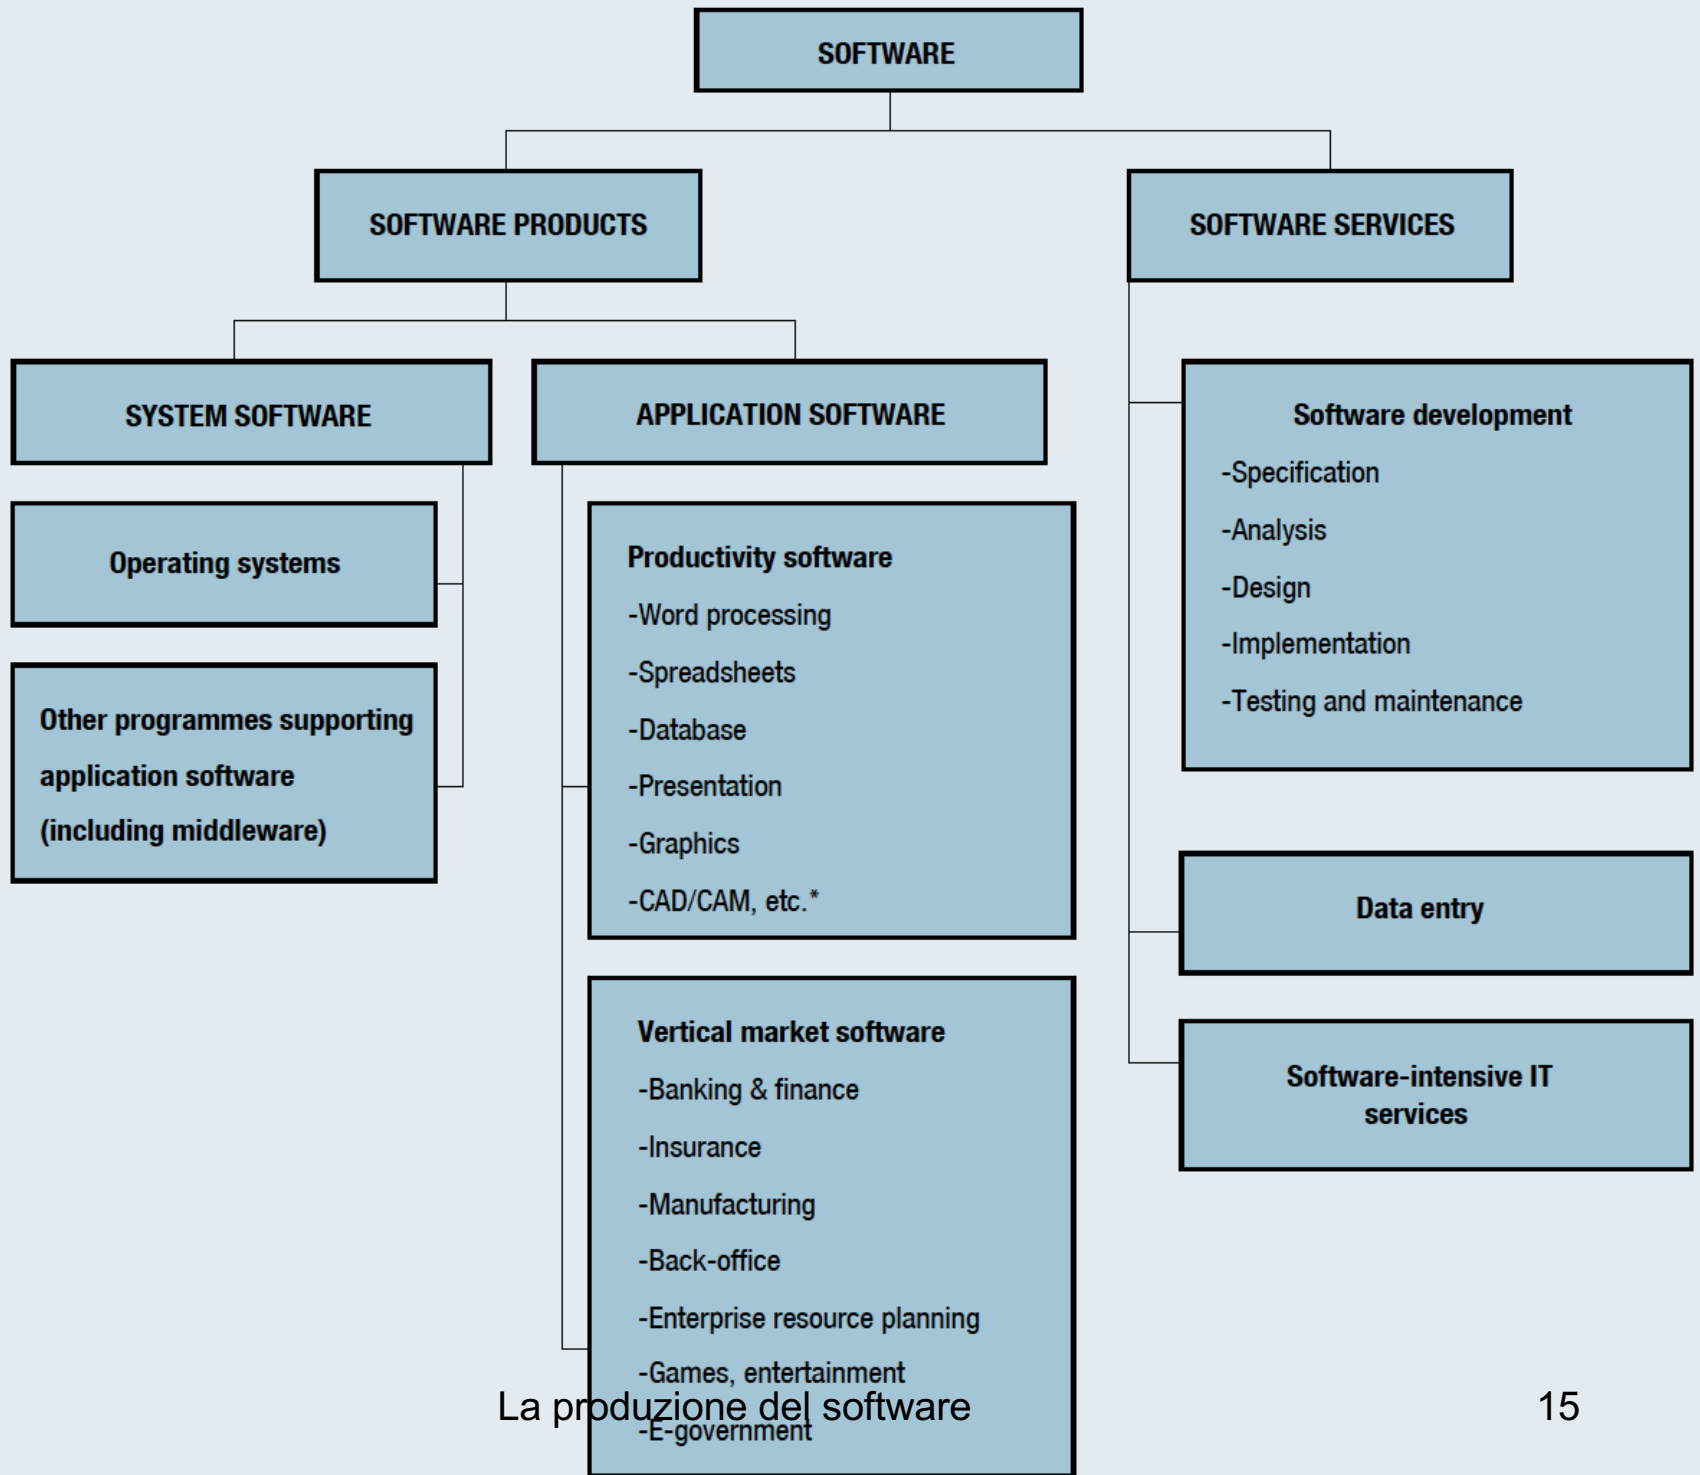 SOFTWARE
SOFTWARE PRODUCTS
SOFTWARE SERVICES
SYSTEM SOFTWARE
APPLICATION SOFTWARE
Operating systems
Other programmes supporting
application software
(including middleware)
Productivity software
-Word processing
-Spreadsheets
-Database
-Presentation
-Graphics
-CAD/CAM, etc.*
Vertical market software
-Banking & finance
-Insurance
-Manufacturing
-Back-office
-Enterprise resource planning
-Games, entertainment
-E-government
Software development
-Specification
-Analysis
-Design
-Implementation
-Testing and maintenance
Data entry
Software-intensive IT
services
La produzione del software
15